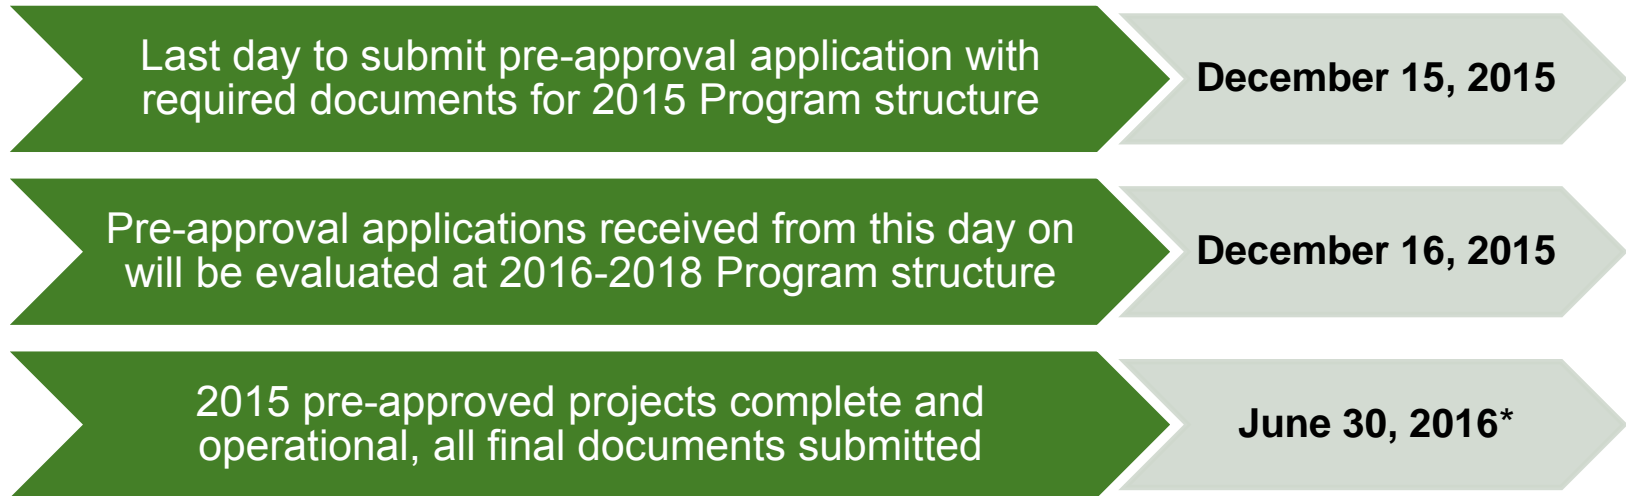 Last day to submit pre-approval application with
required documents for 2015 Program structure
December 15, 2015
Pre-approval applications received from this day on
will be evaluated at 2016-2018 Program structure
December 16, 2015
2015 pre-approved projects complete and
operational, all final documents submitted
June 30, 2016*